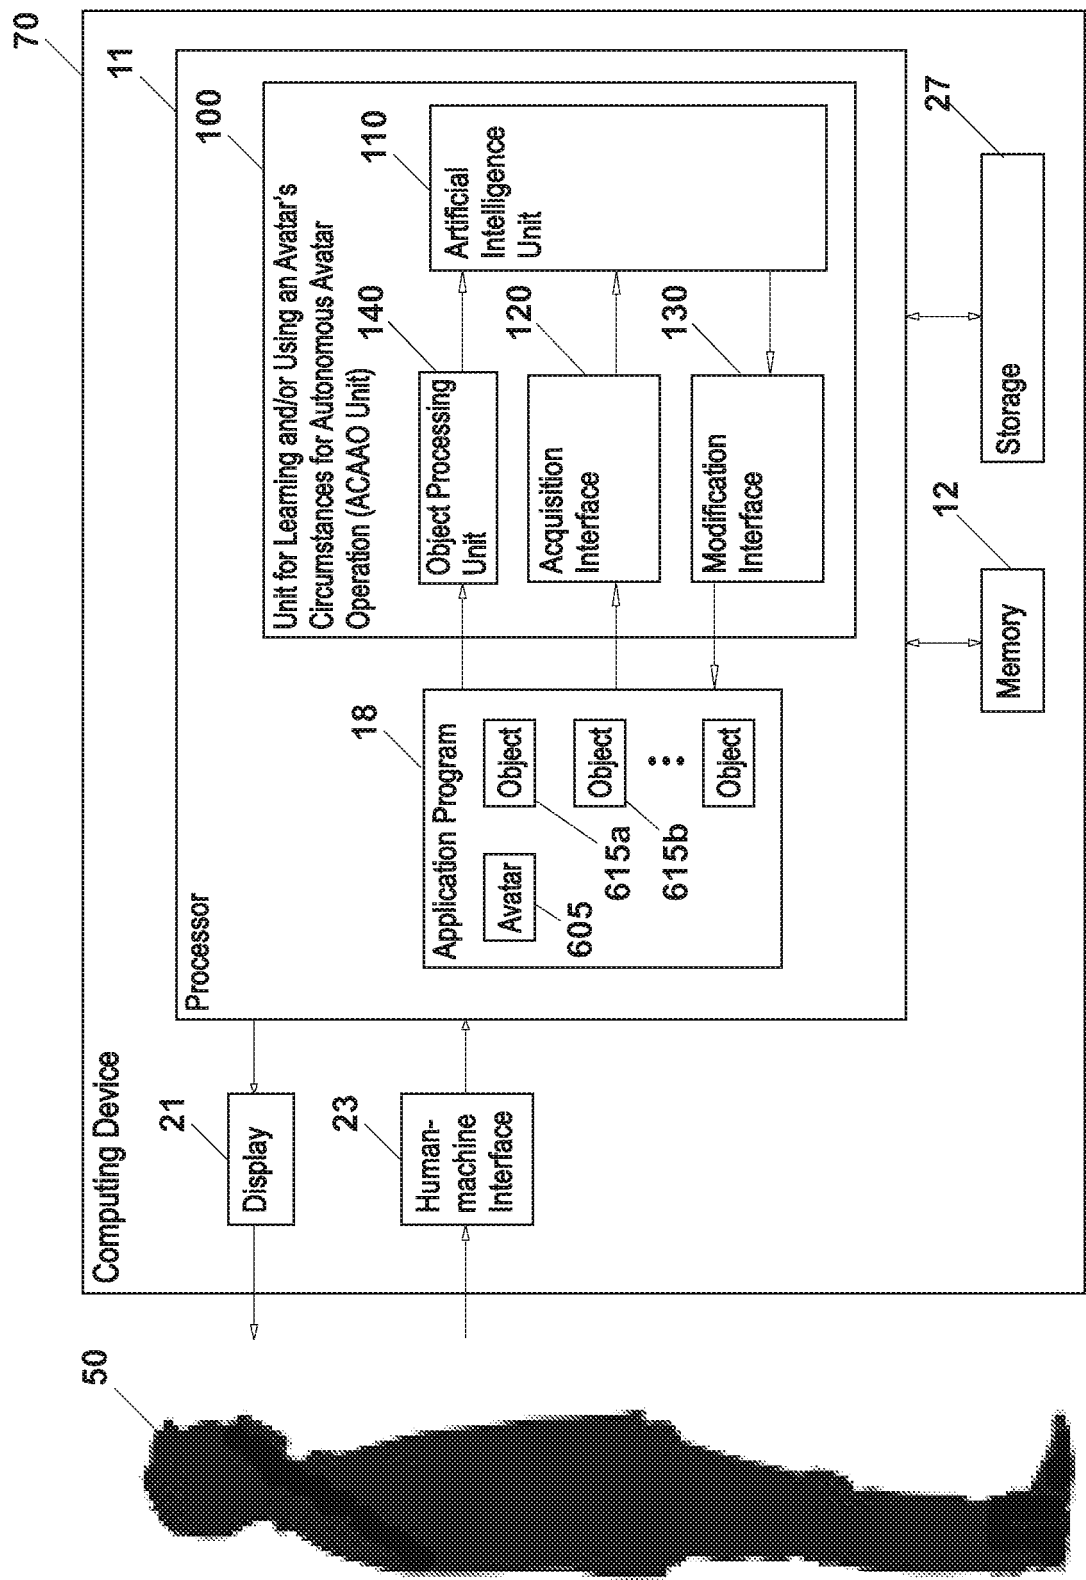 50
Computing Device
70
21
Display
23
Human-
machine
Interface
Processor
11
18
Application Program
Avatar
605
Object
615a
Object
615b
Object
100
Unit for Learning and/or Using an Avatar's
Circumstances for Autonomous Avatar
Operation (ACAAO Unit)
140
Object Processing
Unit
120
Acquisition
Interface
130
Modification
Interface
110
Artificial
Intelligence
Unit
12
Memory
27
Storage